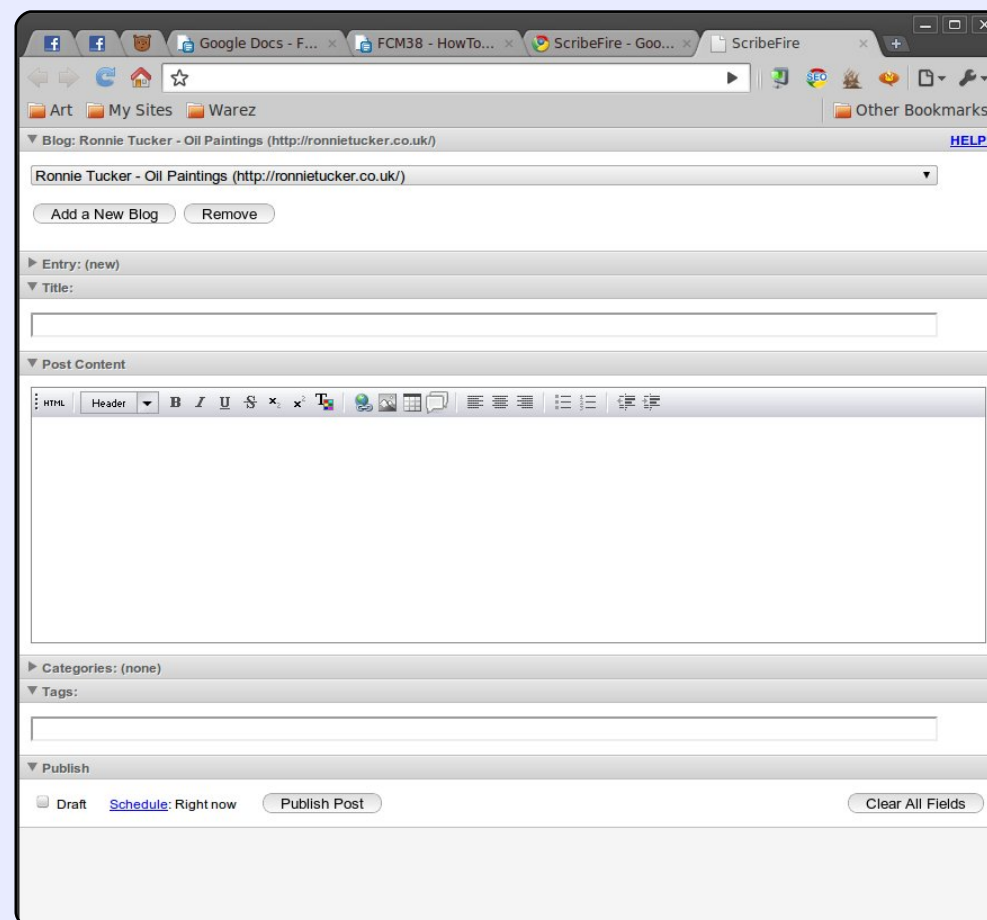 Google Docs - F... FCM38 - HowTo... ScribeFire - Goo... ScribeFire
SEO
Art My Sites Warez Other Bookmarks
Blog: Ronnie Tucker - Oil Paintings (http://ronnietucker.co.uk/) HELP
Ronnie Tucker - Oil Paintings (http://ronnietucker.co.uk/)
Add a New Blog Remove
Entry: (new)
Title:
Post Content
HTML Header B I U S x x² T
Categories: (none)
Tags:
Publish
Draft Schedule: Right now Publish Post Clear All Fields